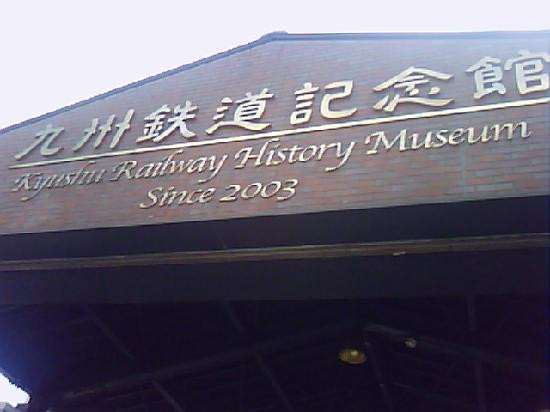 九州鉄道記念館
Kyushu Railway History Museum
Since 2003